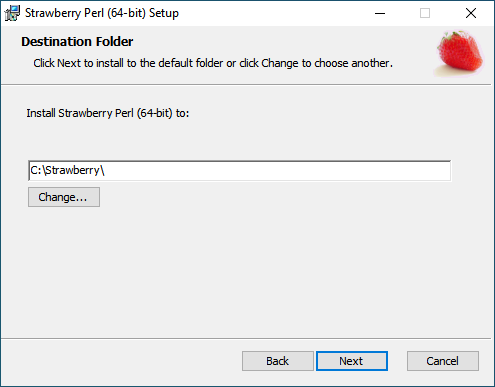 Strawberry Perl (64-bit) Setup
Destination Folder
Click Next to install to the default folder or click Change to choose another.
Install Strawberry Perl (64-bit) to:
C:\Strawberry\
Change...
Back Next Cancel